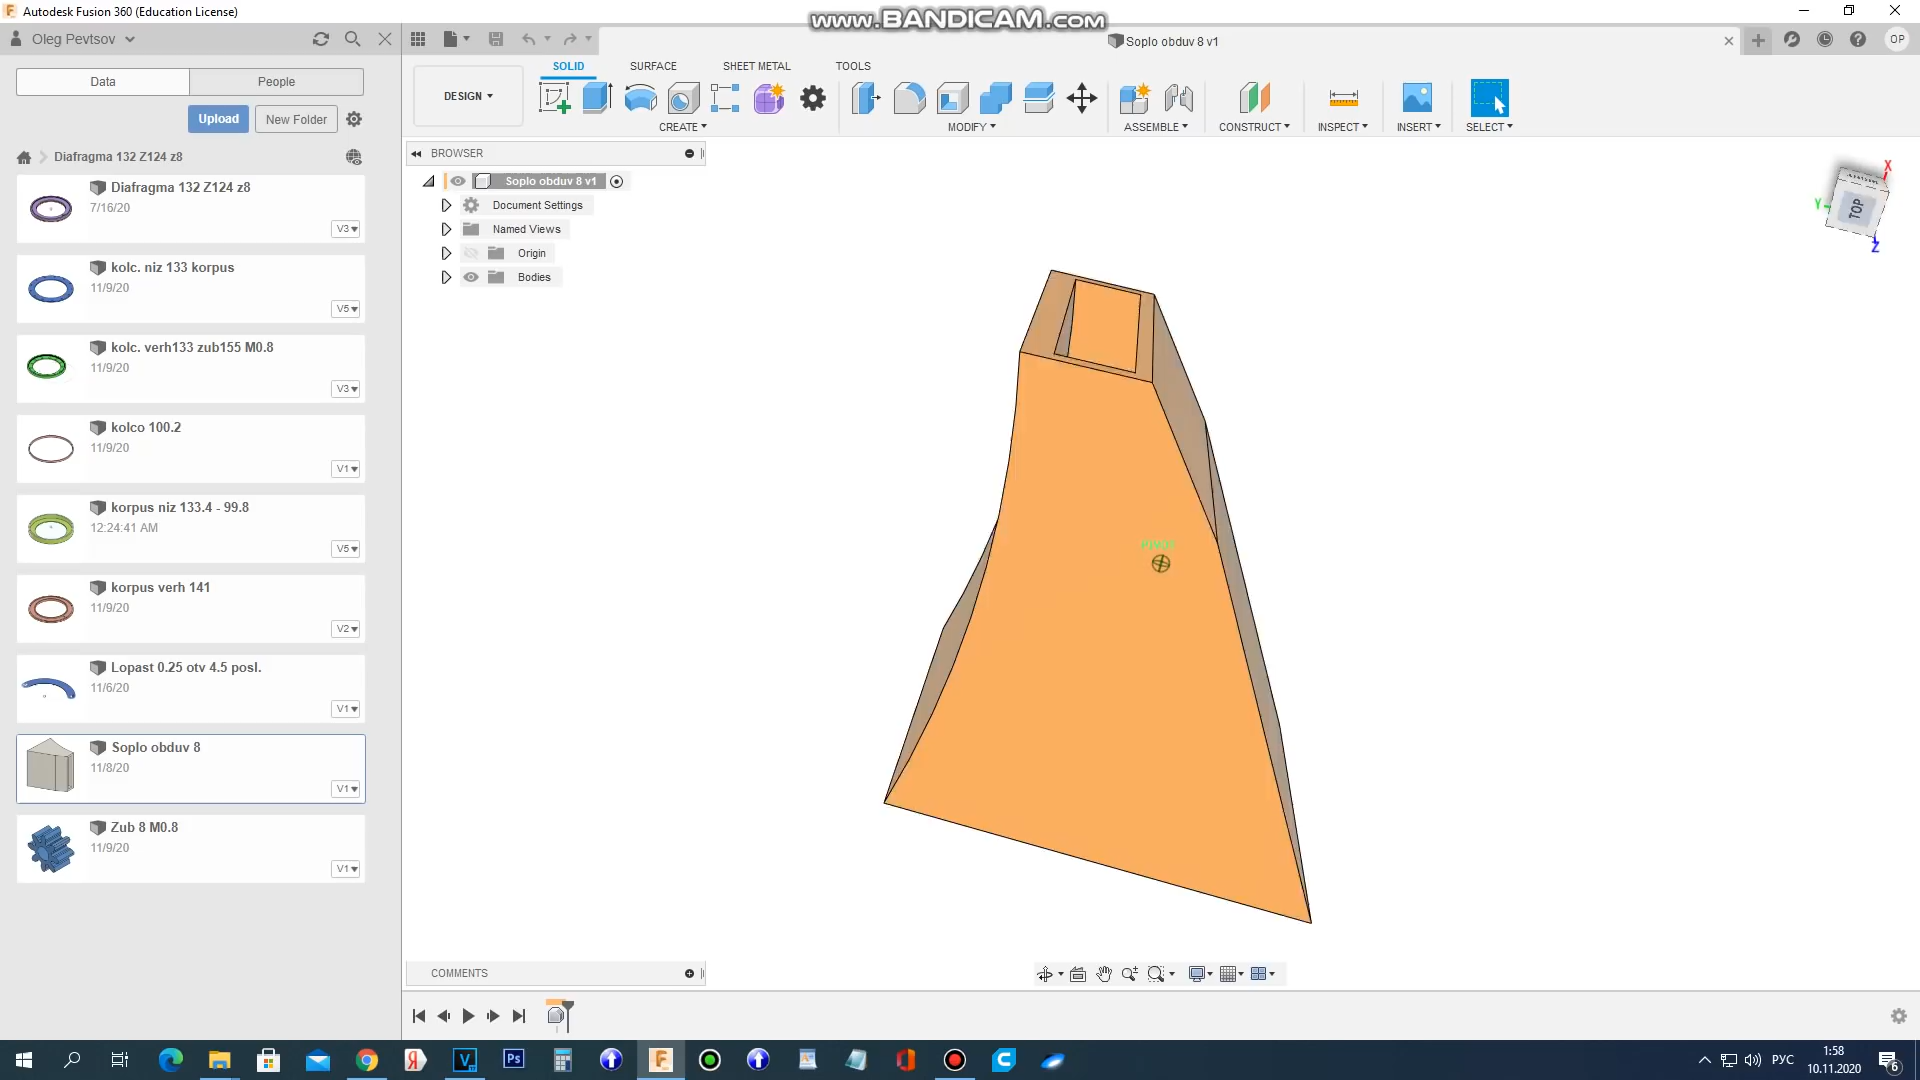 Autodesk Fusion 360 (Education License)
www.BANDICAM.com
Oleg Pevtsov
Soplo obduv 8 v1
OP
Data
People
Upload
New Folder
Diafragma 132 Z124 z8
Diafragma 132 Z124 z8
7/16/20
V3
kolc. niz 133 korpus
11/9/20
V5
kolc. verh133 zub155 M0.8
11/9/20
V3
kolco 100.2
11/9/20
V1
korpus niz 133.4 - 99.8
12:24:41 AM
V5
korpus verh 141
11/9/20
V2
Lopast 0.25 otv 4.5 posl.
11/6/20
V1
Soplo obduv 8
11/8/20
V1
Zub 8 M0.8
11/9/20
V1
DESIGN
SOLID
SURFACE
SHEET METAL
TOOLS
CREATE
MODIFY
ASSEMBLE
CONSTRUCT
INSPECT
INSERT
SELECT
BROWSER
Soplo obduv 8 v1
Document Settings
Named Views
Origin
Bodies
X
Y
TOP
Z
PIVOT
COMMENTS
РУС
1:58
10.11.2020
6